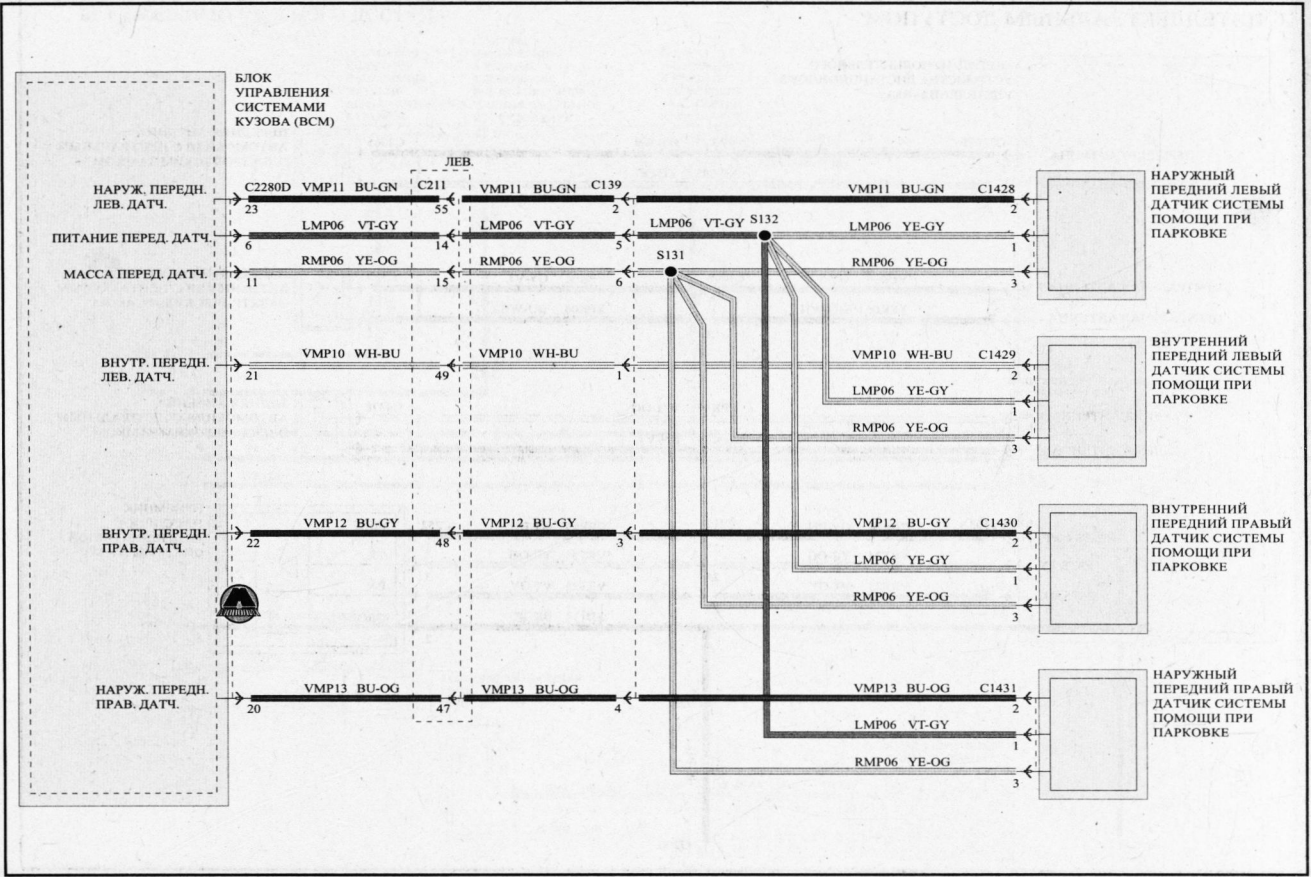 БЛОК
УПРАВЛЕНИЯ
СИСТЕМАМИ
КУЗОВА (BCM)
ЛЕВ.
НАРУЖ. ПЕРЕДН.
ЛЕВ. ДАТЧ.
C2280D VMP11 BU-GN C211 VMP11 BU-GN C139 VMP11 BU-GN C1428
23 55 2 2
НАРУЖНЫЙ
ПЕРЕДНИЙ ЛЕВЫЙ
ДАТЧИК СИСТЕМЫ
ПОМОЩИ ПРИ
ПАРКОВКЕ
ПИТАНИЕ ПЕРЕД. ДАТЧ.
LMP06 VT-GY LMP06 VT-GY LMP06 VT-GY S132 LMP06 YE-GY
6 14 5 1
МАССА ПЕРЕД. ДАТЧ.
RMP06 YE-OG RMP06 YE-OG S131 RMP06 YE-OG
11 15 6 3
ВНУТР. ПЕРЕДН.
ЛЕВ. ДАТЧ.
VMP10 WH-BU VMP10 WH-BU VMP10 WH-BU C1429
21 49 1 2
LMP06 YE-GY
1
RMP06 YE-OG
3
ВНУТРЕННИЙ
ПЕРЕДНИЙ ЛЕВЫЙ
ДАТЧИК СИСТЕМЫ
ПОМОЩИ ПРИ
ПАРКОВКЕ
ВНУТР. ПЕРЕДН.
ПРАВ. ДАТЧ.
VMP12 BU-GY VMP12 BU-GY VMP12 BU-GY C1430
22 48 3 2
LMP06 YE-GY
1
RMP06 YE-OG
3
ВНУТРЕННИЙ
ПЕРЕДНИЙ ПРАВЫЙ
ДАТЧИК СИСТЕМЫ
ПОМОЩИ ПРИ
ПАРКОВКЕ
НАРУЖ. ПЕРЕДН.
ПРАВ. ДАТЧ.
VMP13 BU-OG VMP13 BU-OG VMP13 BU-OG C1431
20 47 4 2
LMP06 VT-GY
1
RMP06 YE-OG
3
НАРУЖНЫЙ
ПЕРЕДНИЙ ПРАВЫЙ
ДАТЧИК СИСТЕМЫ
ПОМОЩИ ПРИ
ПАРКОВКЕ